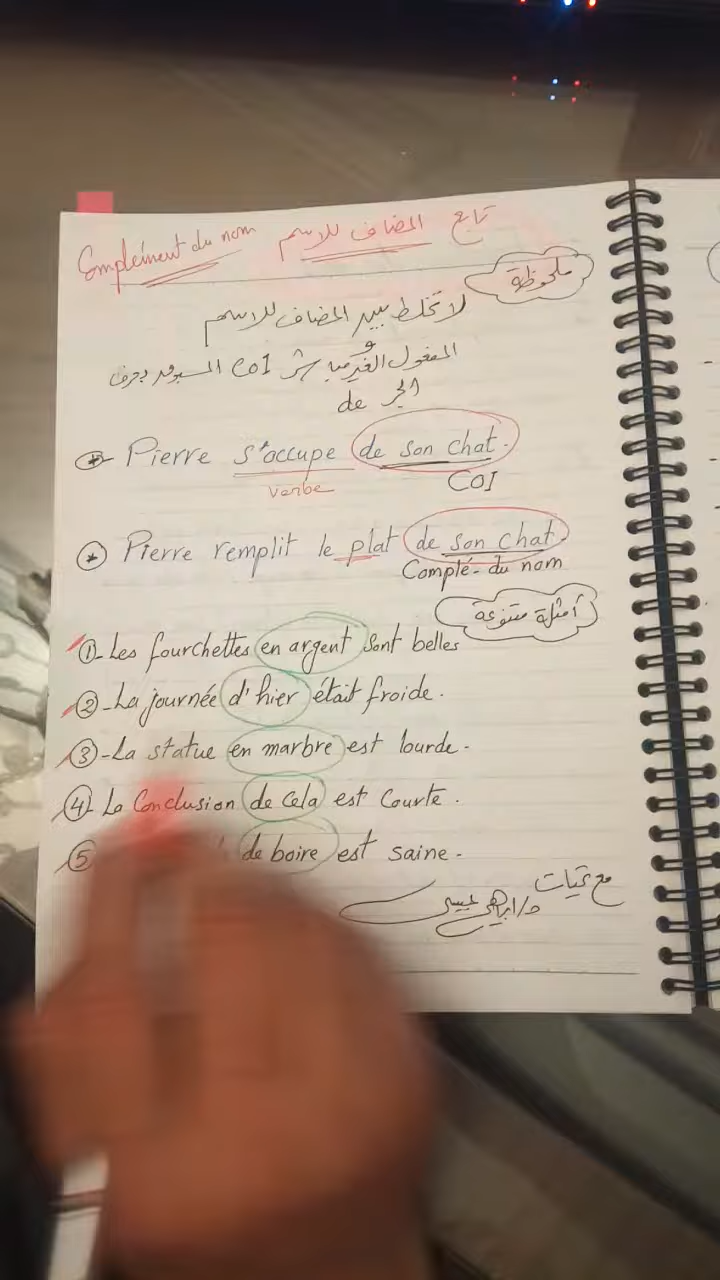 Complément du nom تابع المضاف للاسم
ملحوظة
لا تخلط بين المضاف للاسم
و
المفعول الغير مباشر COI المسبوق بحرف
الجر de
* Pierre s'occupe de son chat.
verbe COI
* Pierre remplit le plat de son chat.
Complé. du nom
أمثلة متنوعة
1- Les fourchettes en argent sont belles
2- La journée d'hier était froide.
3- La statue en marbre est lourde.
4- La Conclusion de cela est courte.
5 de boire est saine.
مع تحيات
د/ ابراهيم عيسى